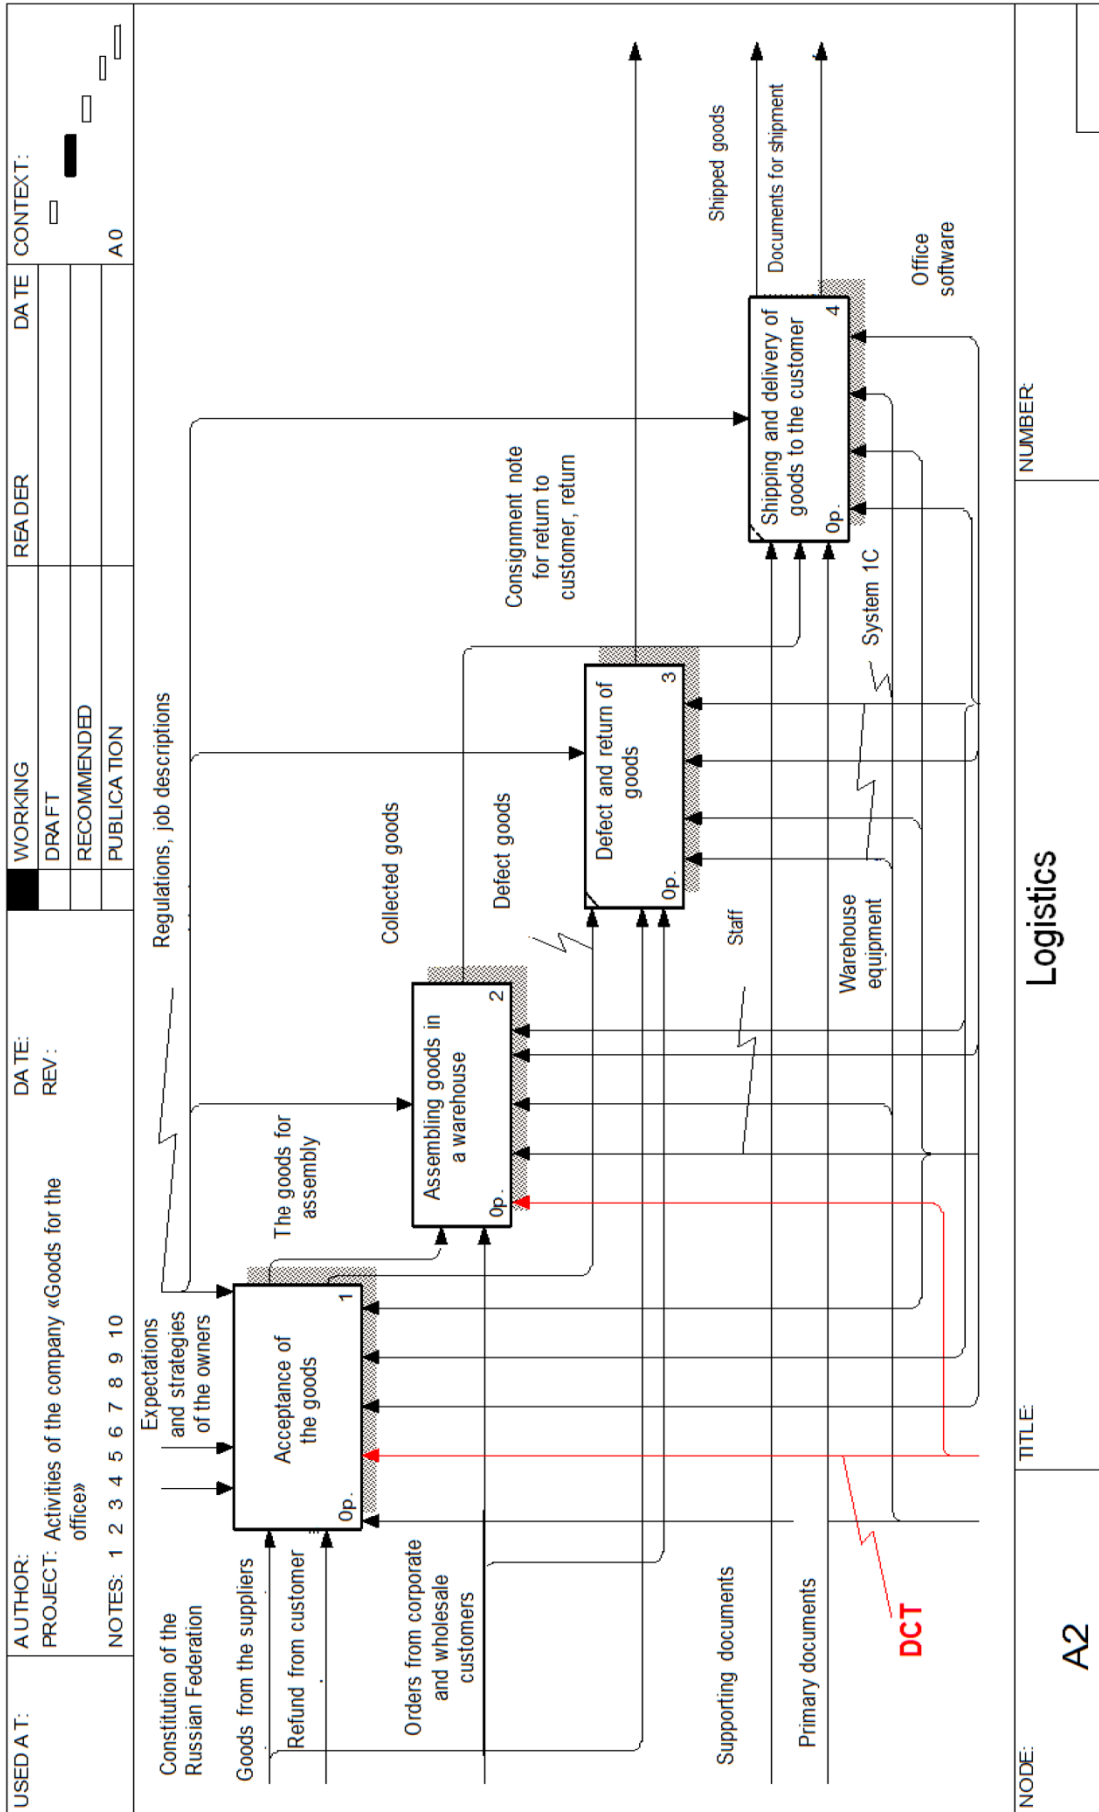 USED AT:
AUTHOR:
DATE:
WORKING
READER
DATE
CONTEXT:
PROJECT: Activities of the company «Goods for the
office»
REV:
DRAFT
RECOMMENDED
NOTES: 1 2 3 4 5 6 7 8 9 10
PUBLICATION
A0
Constitution of the
Russian Federation
Expectations
and strategies
of the owners
Regulations, job descriptions
Goods from the suppliers
Refund from customer
Acceptance of
the goods
0p.
1
The goods for
assembly
Orders from corporate
and wholesale
customers
Assembling goods in
a warehouse
0p.
2
Collected goods
Defect goods
Defect and return of
goods
0p.
3
Consignment note
for return to
customer, return
Shipping and delivery of
goods to the customer
0p.
4
Shipped goods
Documents for shipment
Supporting documents
Primary documents
DCT
Staff
Warehouse
equipment
System 1C
Office
software
NODE:
TITLE:
NUMBER:
A2
Logistics